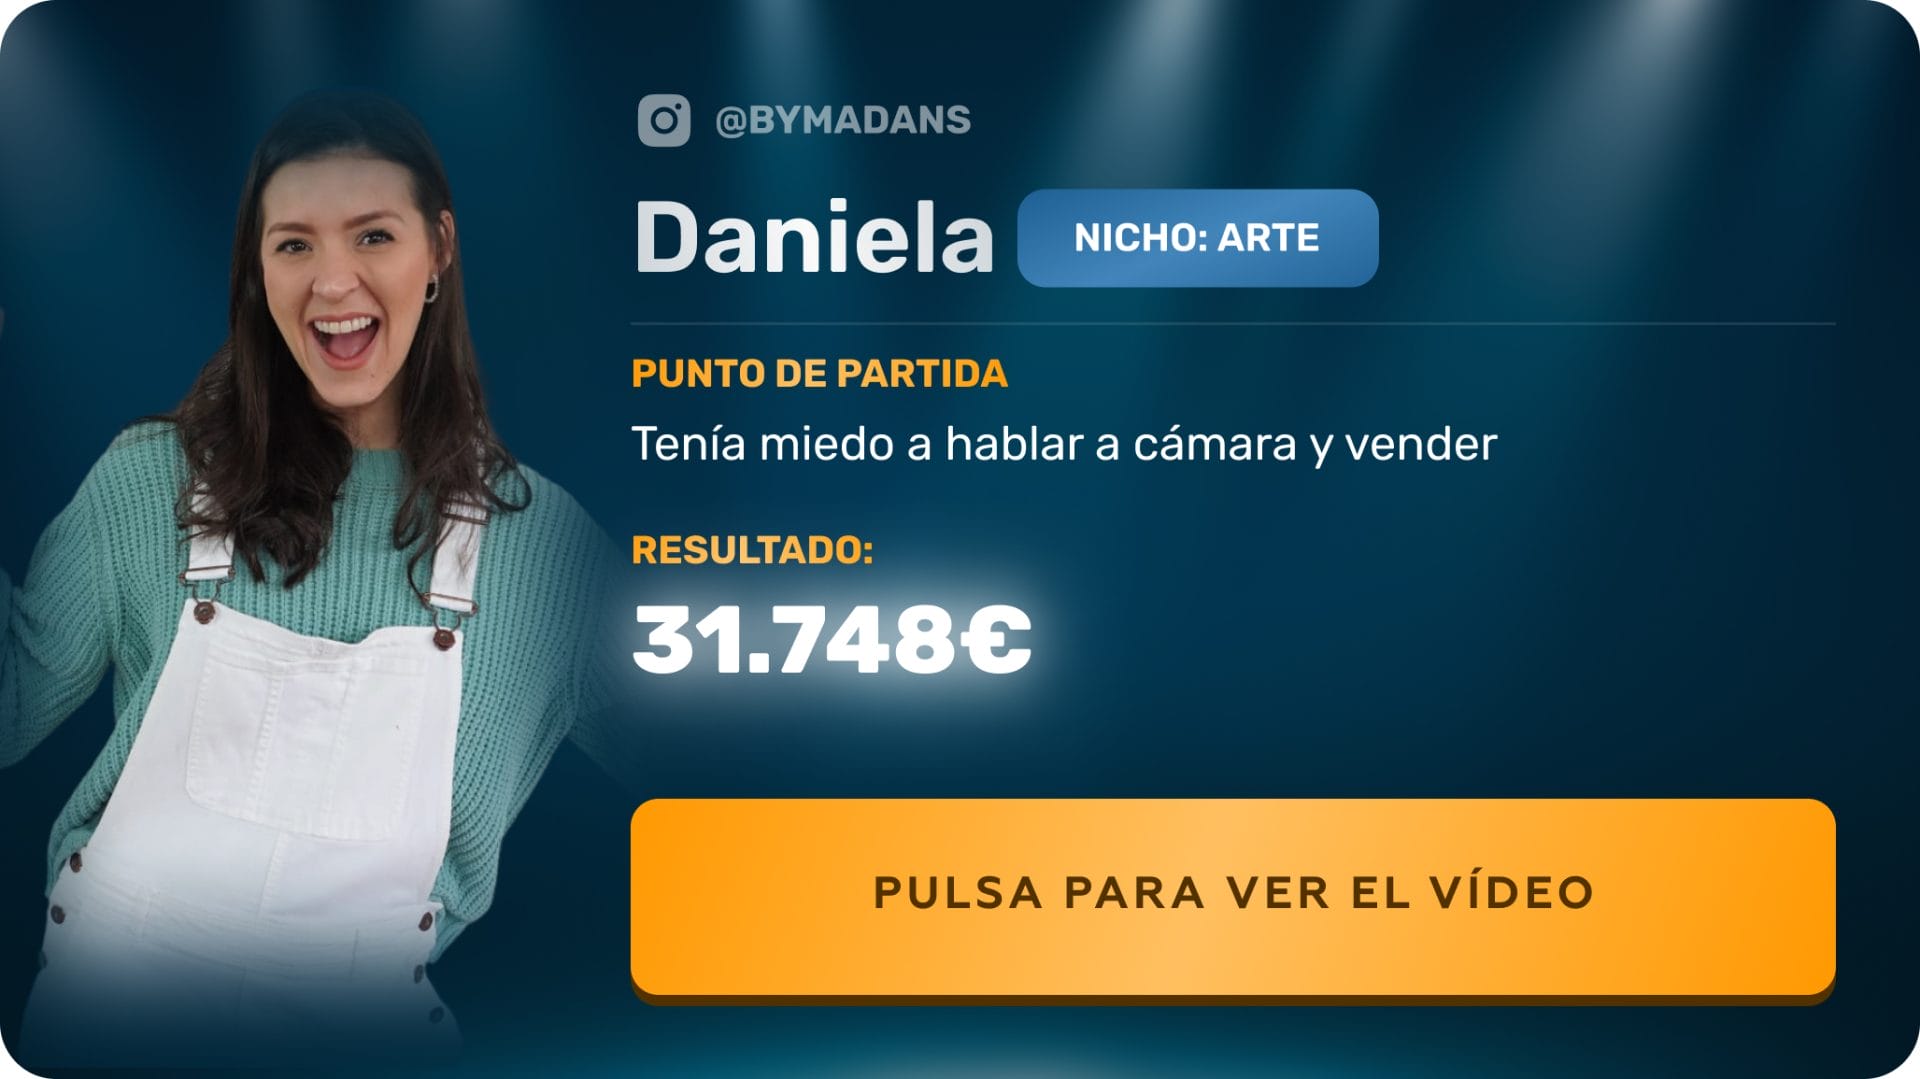 @BYMADANS
Daniela
NICHO: ARTE
PUNTO DE PARTIDA
Tenía miedo a hablar a cámara y vender
RESULTADO:
31.748€
PULSA PARA VER EL VÍDEO